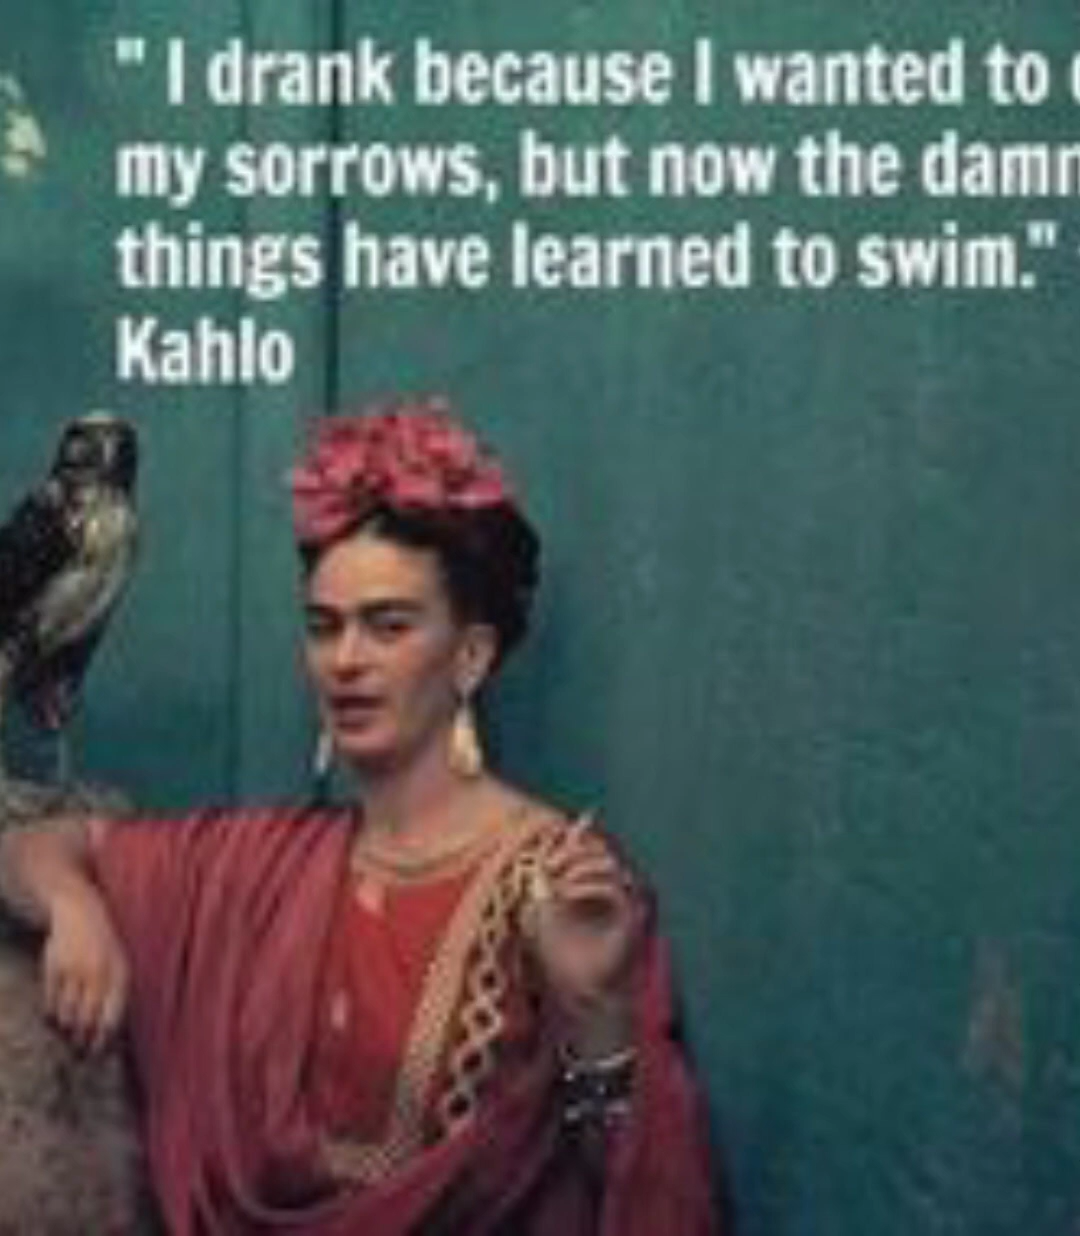 " I drank because I wanted to
my sorrows, but now the damn
things have learned to swim."
Kahlo